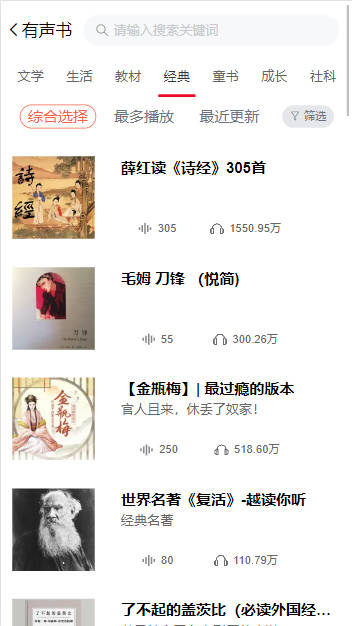 有声书
请输入搜索关键词
文学 生活 教材 经典 童书 成长 社科
综合选择 最多播放 最近更新 筛选
詩經
薛红读《诗经》305首
305 1550.95万
刀锋
毛姆 刀锋 (悦简)
55 300.26万
金瓶梅
【金瓶梅】| 最过瘾的版本
官人且来，休丢了奴家!
250 518.60万
世界名著《复活》-越读你听
经典名著
80 110.79万
了不起的盖茨比
了不起的盖茨比（必读外国经...